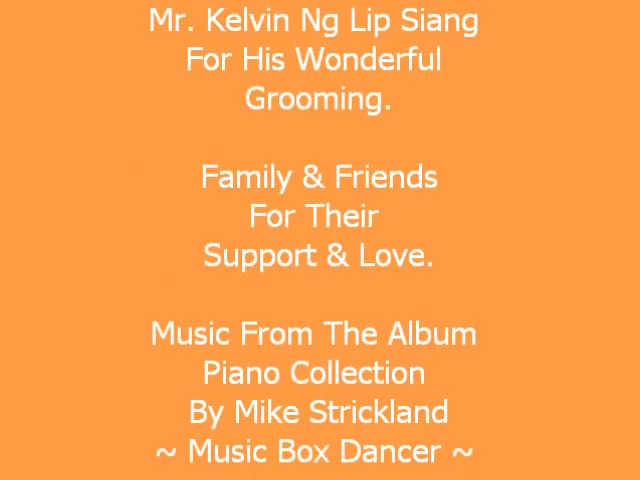 Mr. Kelvin Ng Lip Siang
For His Wonderful
Grooming.
Family & Friends
For Their
Support & Love.
Music From The Album
Piano Collection
By Mike Strickland
~ Music Box Dancer ~